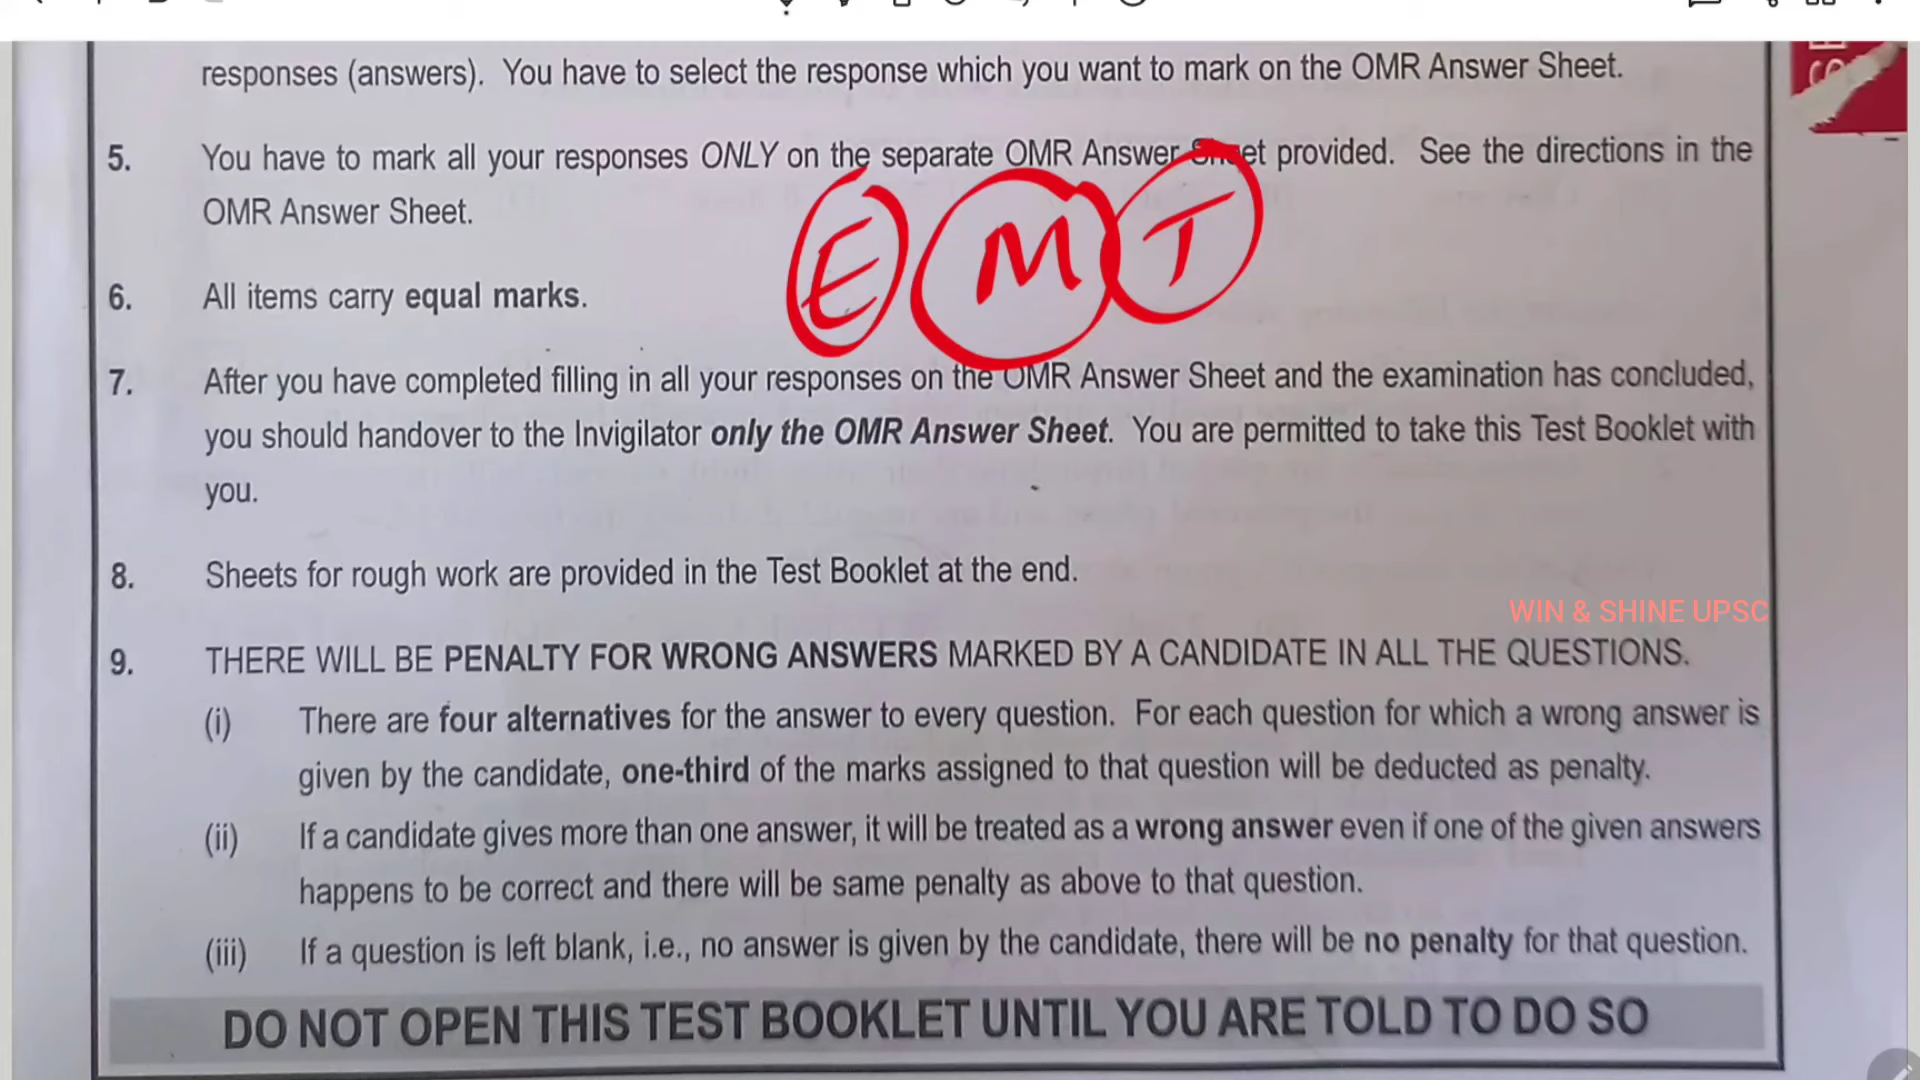 responses (answers). You have to select the response which you want to mark on the OMR Answer Sheet.
5. You have to mark all your responses ONLY on the separate OMR Answer Sheet provided. See the directions in the
OMR Answer Sheet.
E M T
6. All items carry equal marks.
7. After you have completed filling in all your responses on the OMR Answer Sheet and the examination has concluded,
you should handover to the Invigilator only the OMR Answer Sheet. You are permitted to take this Test Booklet with
you.
8. Sheets for rough work are provided in the Test Booklet at the end.
WIN & SHINE UPSC
9. THERE WILL BE PENALTY FOR WRONG ANSWERS MARKED BY A CANDIDATE IN ALL THE QUESTIONS.
(i) There are four alternatives for the answer to every question. For each question for which a wrong answer is
given by the candidate, one-third of the marks assigned to that question will be deducted as penalty.
(ii) If a candidate gives more than one answer, it will be treated as a wrong answer even if one of the given answers
happens to be correct and there will be same penalty as above to that question.
(iii) If a question is left blank, i.e., no answer is given by the candidate, there will be no penalty for that question.
DO NOT OPEN THIS TEST BOOKLET UNTIL YOU ARE TOLD TO DO SO